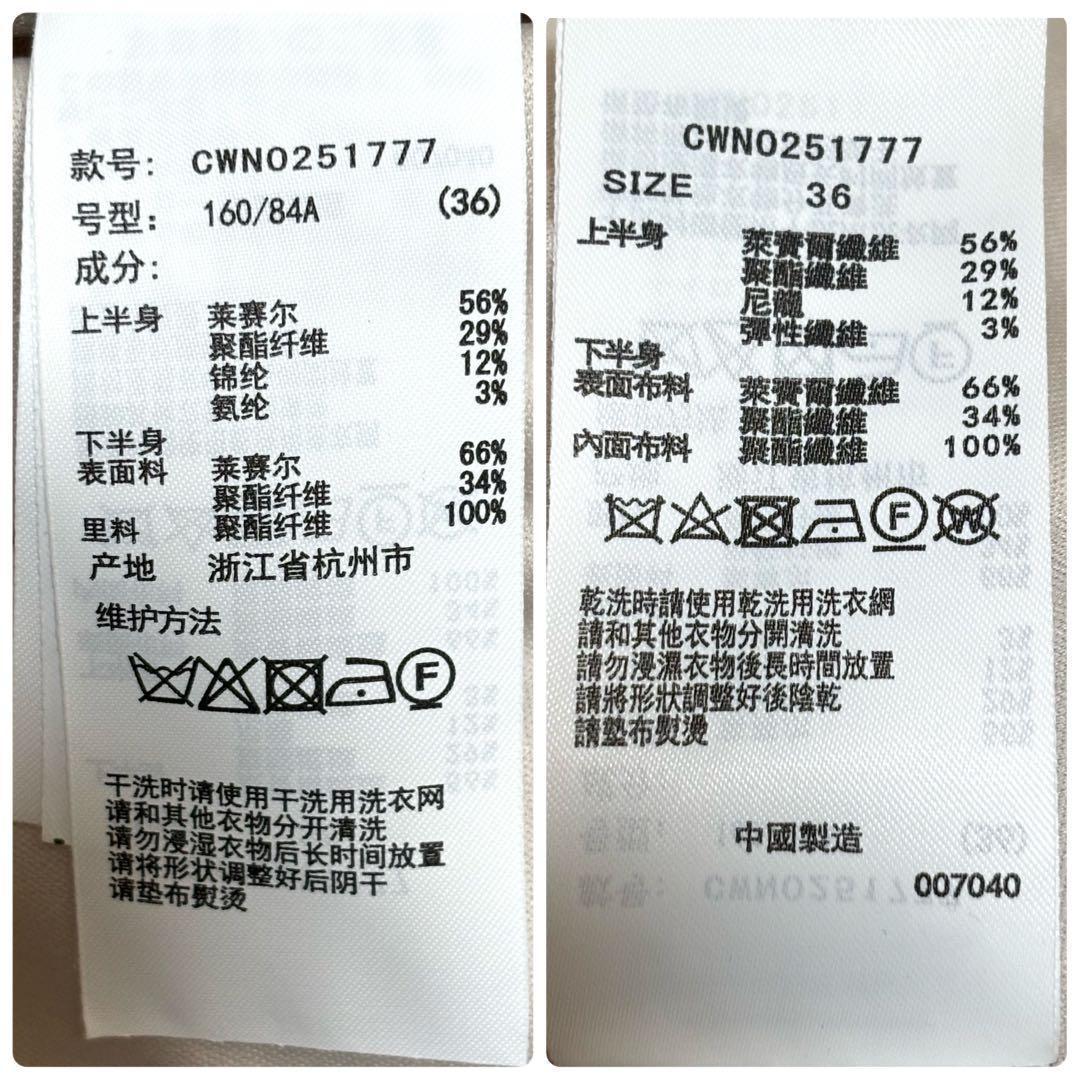 款号: CWNO251777
号型: 160/84A (36)
成分:
上半身 莱赛尔 56%
聚酯纤维 29%
锦纶 12%
氨纶 3%
下半身
表面料 莱赛尔 66%
聚酯纤维 34%
里料 聚酯纤维 100%
产地 浙江省杭州市
维护方法
F
干洗时请使用干洗用洗衣网
请和其他衣物分开清洗
请勿浸湿衣物后长时间放置
请将形状调整好后阴干
请垫布熨烫
CWNO251777
SIZE 36
上半身 萊賽爾纖維 56%
聚酯纖維 29%
尼龍 12%
彈性纖維 3%
下半身
表面布料 萊賽爾纖維 66%
聚酯纖維 34%
內面布料 聚酯纖維 100%
F W
乾洗時請使用乾洗用洗衣網
請和其他衣物分開清洗
請勿浸濕衣物後長時間放置
請將形狀調整好後陰乾
請墊布熨燙
中國製造
007040